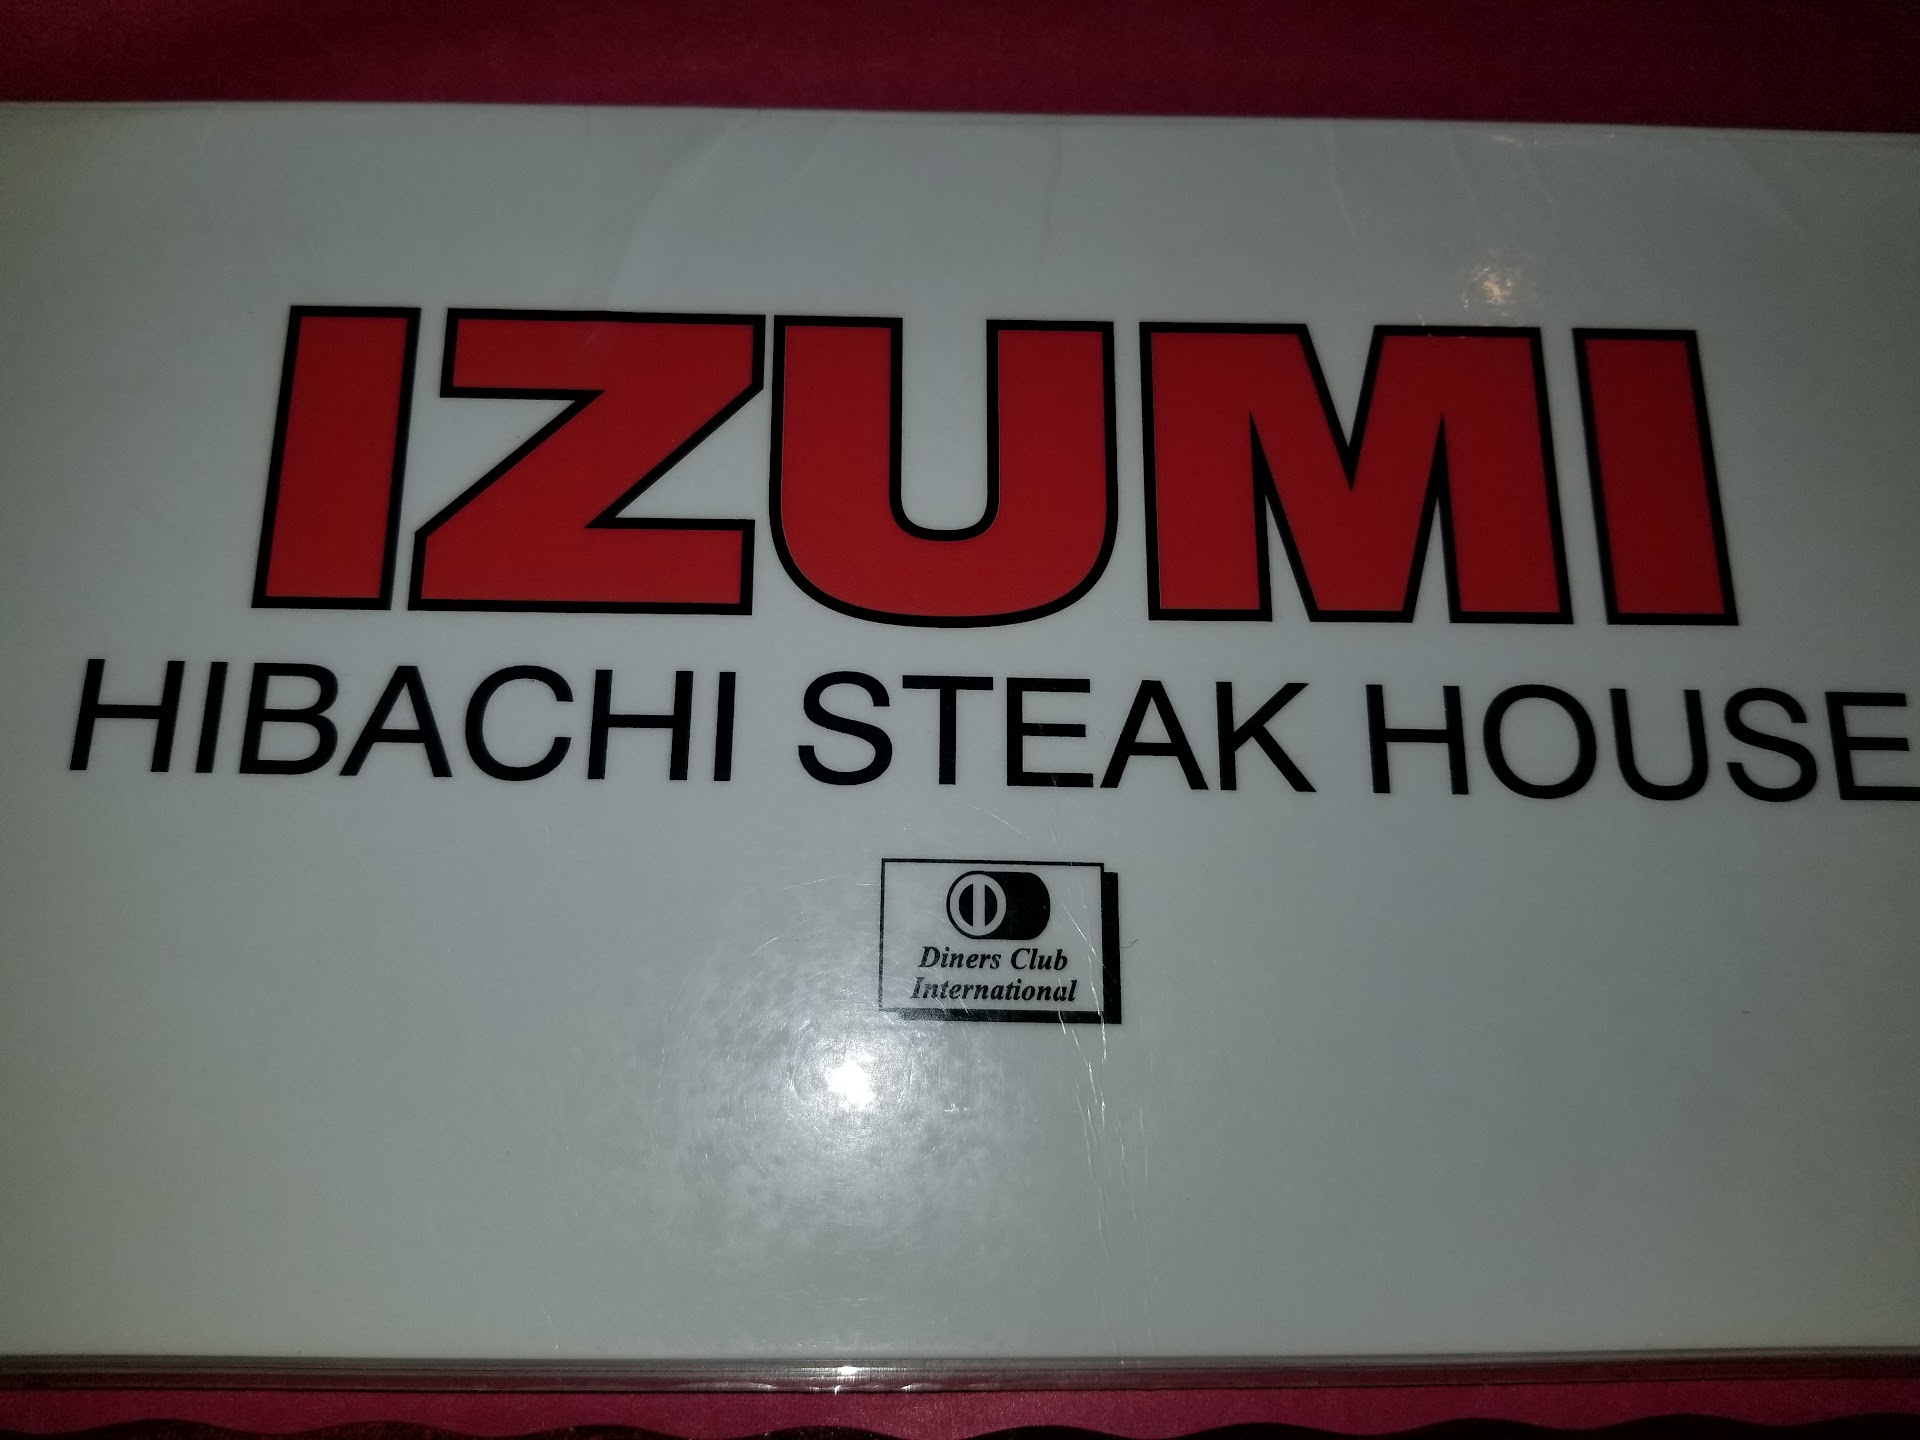 IZUMI
HIBACHI STEAK HOUSE
Diners Club
International